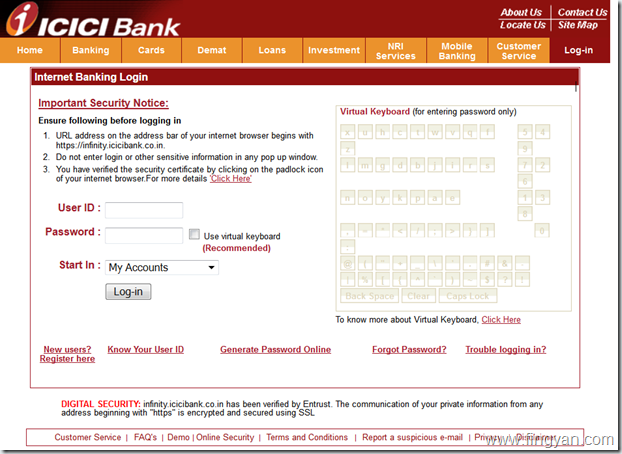 ICICI Bank
About Us | Contact Us
Locate Us | Site Map
Home
Banking
Cards
Demat
Loans
Investment
NRI Services
Mobile Banking
Customer Service
Log-in
Internet Banking Login
Important Security Notice:
Ensure following before logging in
1. URL address on the address bar of your internet browser begins with
https://infinity.icicibank.co.in.
2. Do not enter login or other sensitive information in any pop up window.
3. You have verified the security certificate by clicking on the padlock icon
of your internet browser.For more details 'Click Here'
User ID :
Password :
Use virtual keyboard
(Recommended)
Start In :
My Accounts
Log-in
Virtual Keyboard (for entering password only)
x u h c t w v q f 5 4
z 9
l m g d b i r s 7 2
6
n o y k p a e 1 3
8
0
Back Space Clear Caps Lock
To know more about Virtual Keyboard, Click Here
New users?
Register here
Know Your User ID
Generate Password Online
Forgot Password?
Trouble logging in?
DIGITAL SECURITY: infinity.icicibank.co.in has been verified by Entrust. The communication of your private information from any
address beginning with "https" is encrypted and secured using SSL
Customer Service | FAQ's | Demo | Online Security | Terms and Conditions | Report a suspicious e-mail | Privacy | Disclaimer
www.fingyan.com